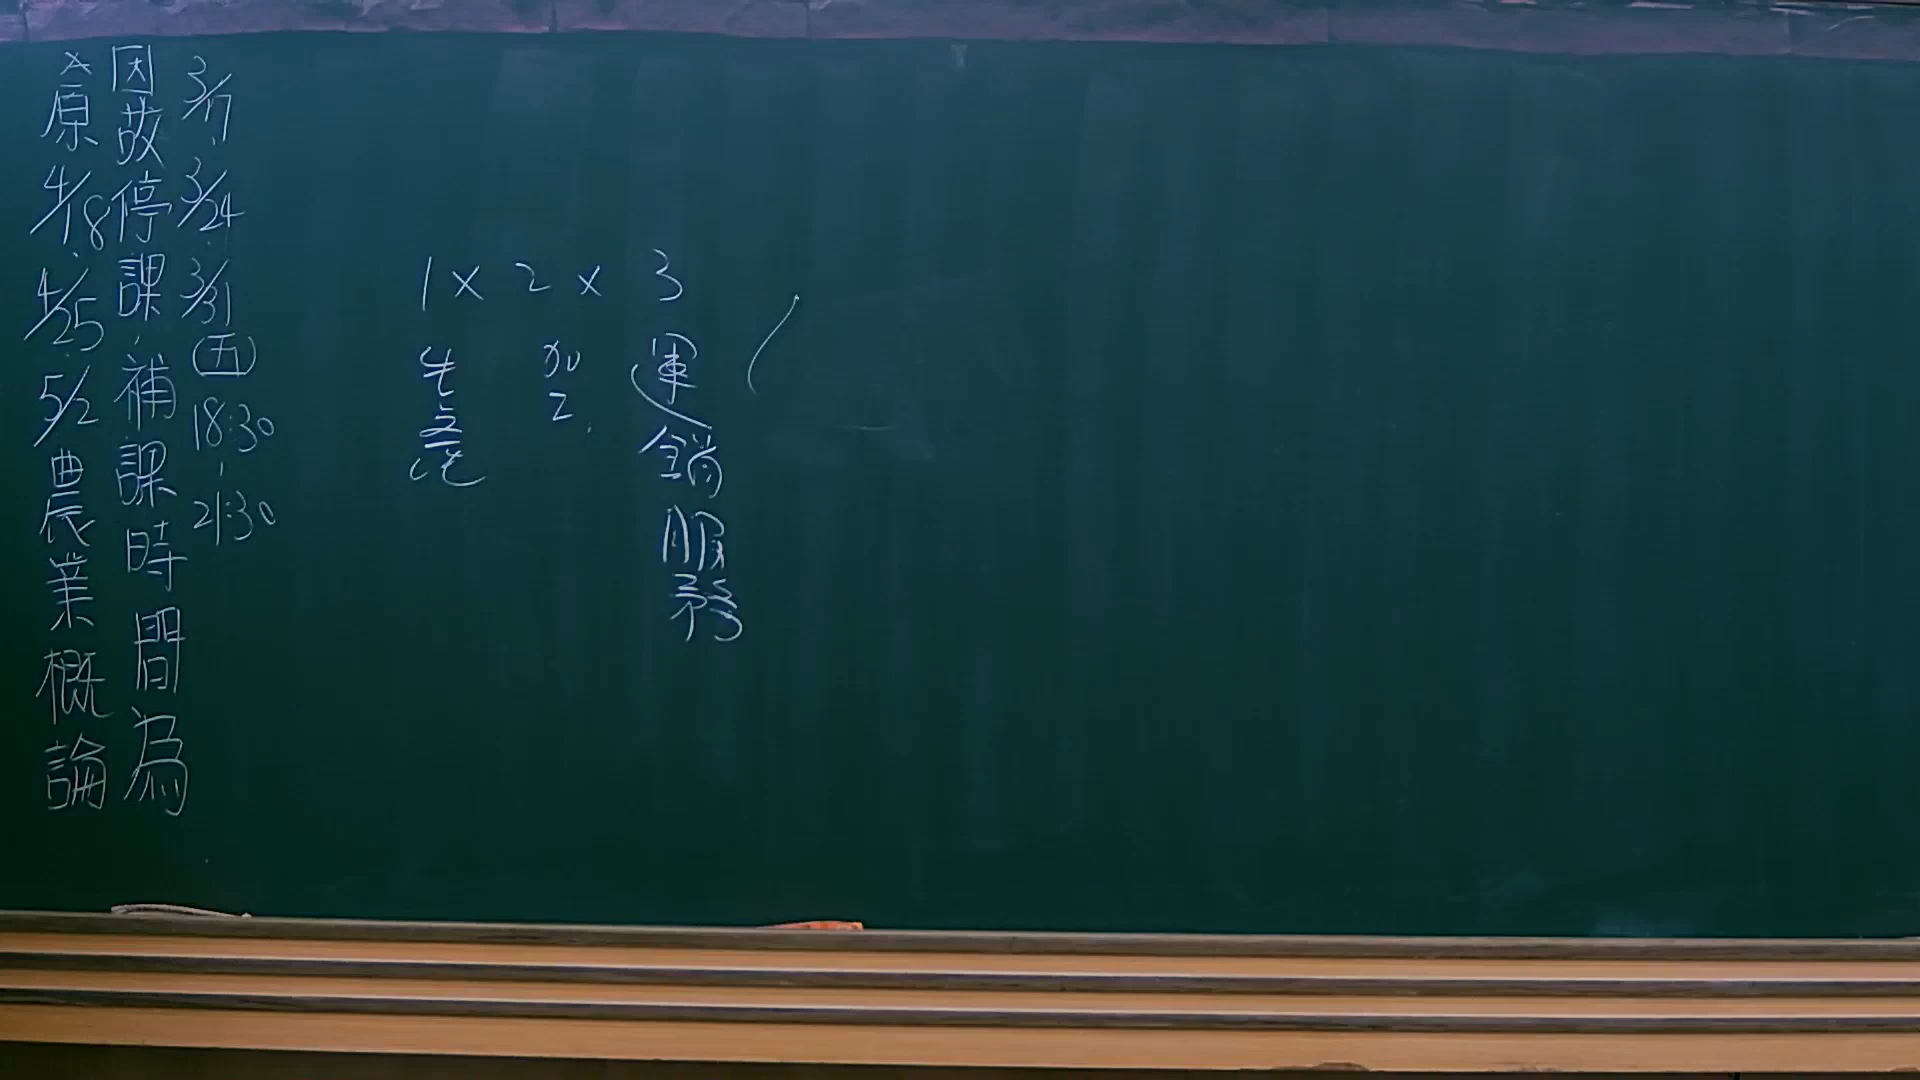 ※原4/18.4/25.5/2農業概論
因故停課,補課時間為
3/17、3/24、3/31(五)18:30-21:30
1 x 2 x 3
生產
加工
運銷服務